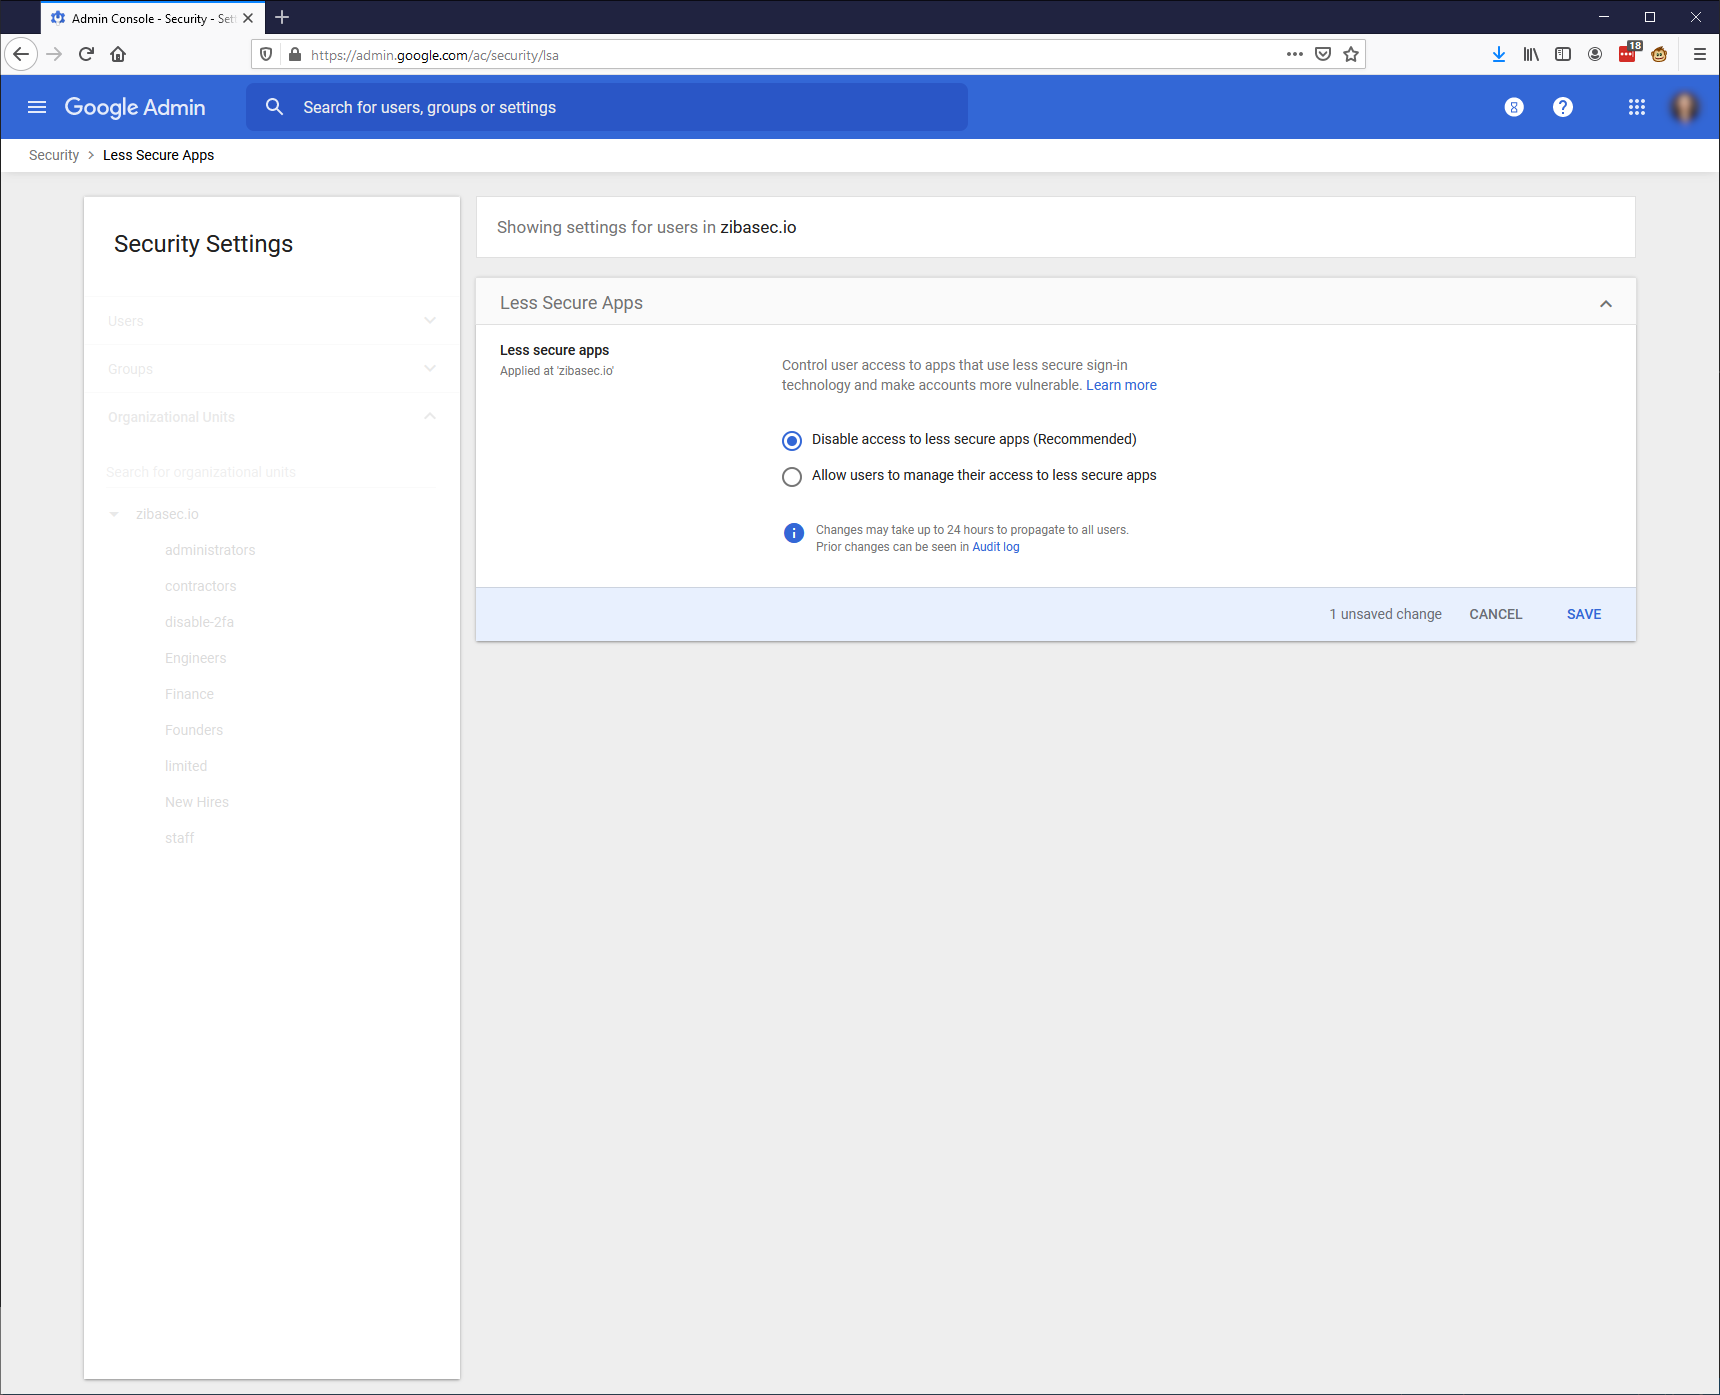 Admin Console - Security - Set
https://admin.google.com/ac/security/lsa
18
Google Admin
Search for users, groups or settings
Security > Less Secure Apps
Security Settings
Users
Groups
Organizational Units
Search for organizational units
zibasec.io
administrators
contractors
disable-2fa
Engineers
Finance
Founders
limited
New Hires
staff
Showing settings for users in zibasec.io
Less Secure Apps
Less secure apps
Applied at 'zibasec.io'
Control user access to apps that use less secure sign-in
technology and make accounts more vulnerable. Learn more
Disable access to less secure apps (Recommended)
Allow users to manage their access to less secure apps
Changes may take up to 24 hours to propagate to all users.
Prior changes can be seen in Audit log
1 unsaved change CANCEL SAVE